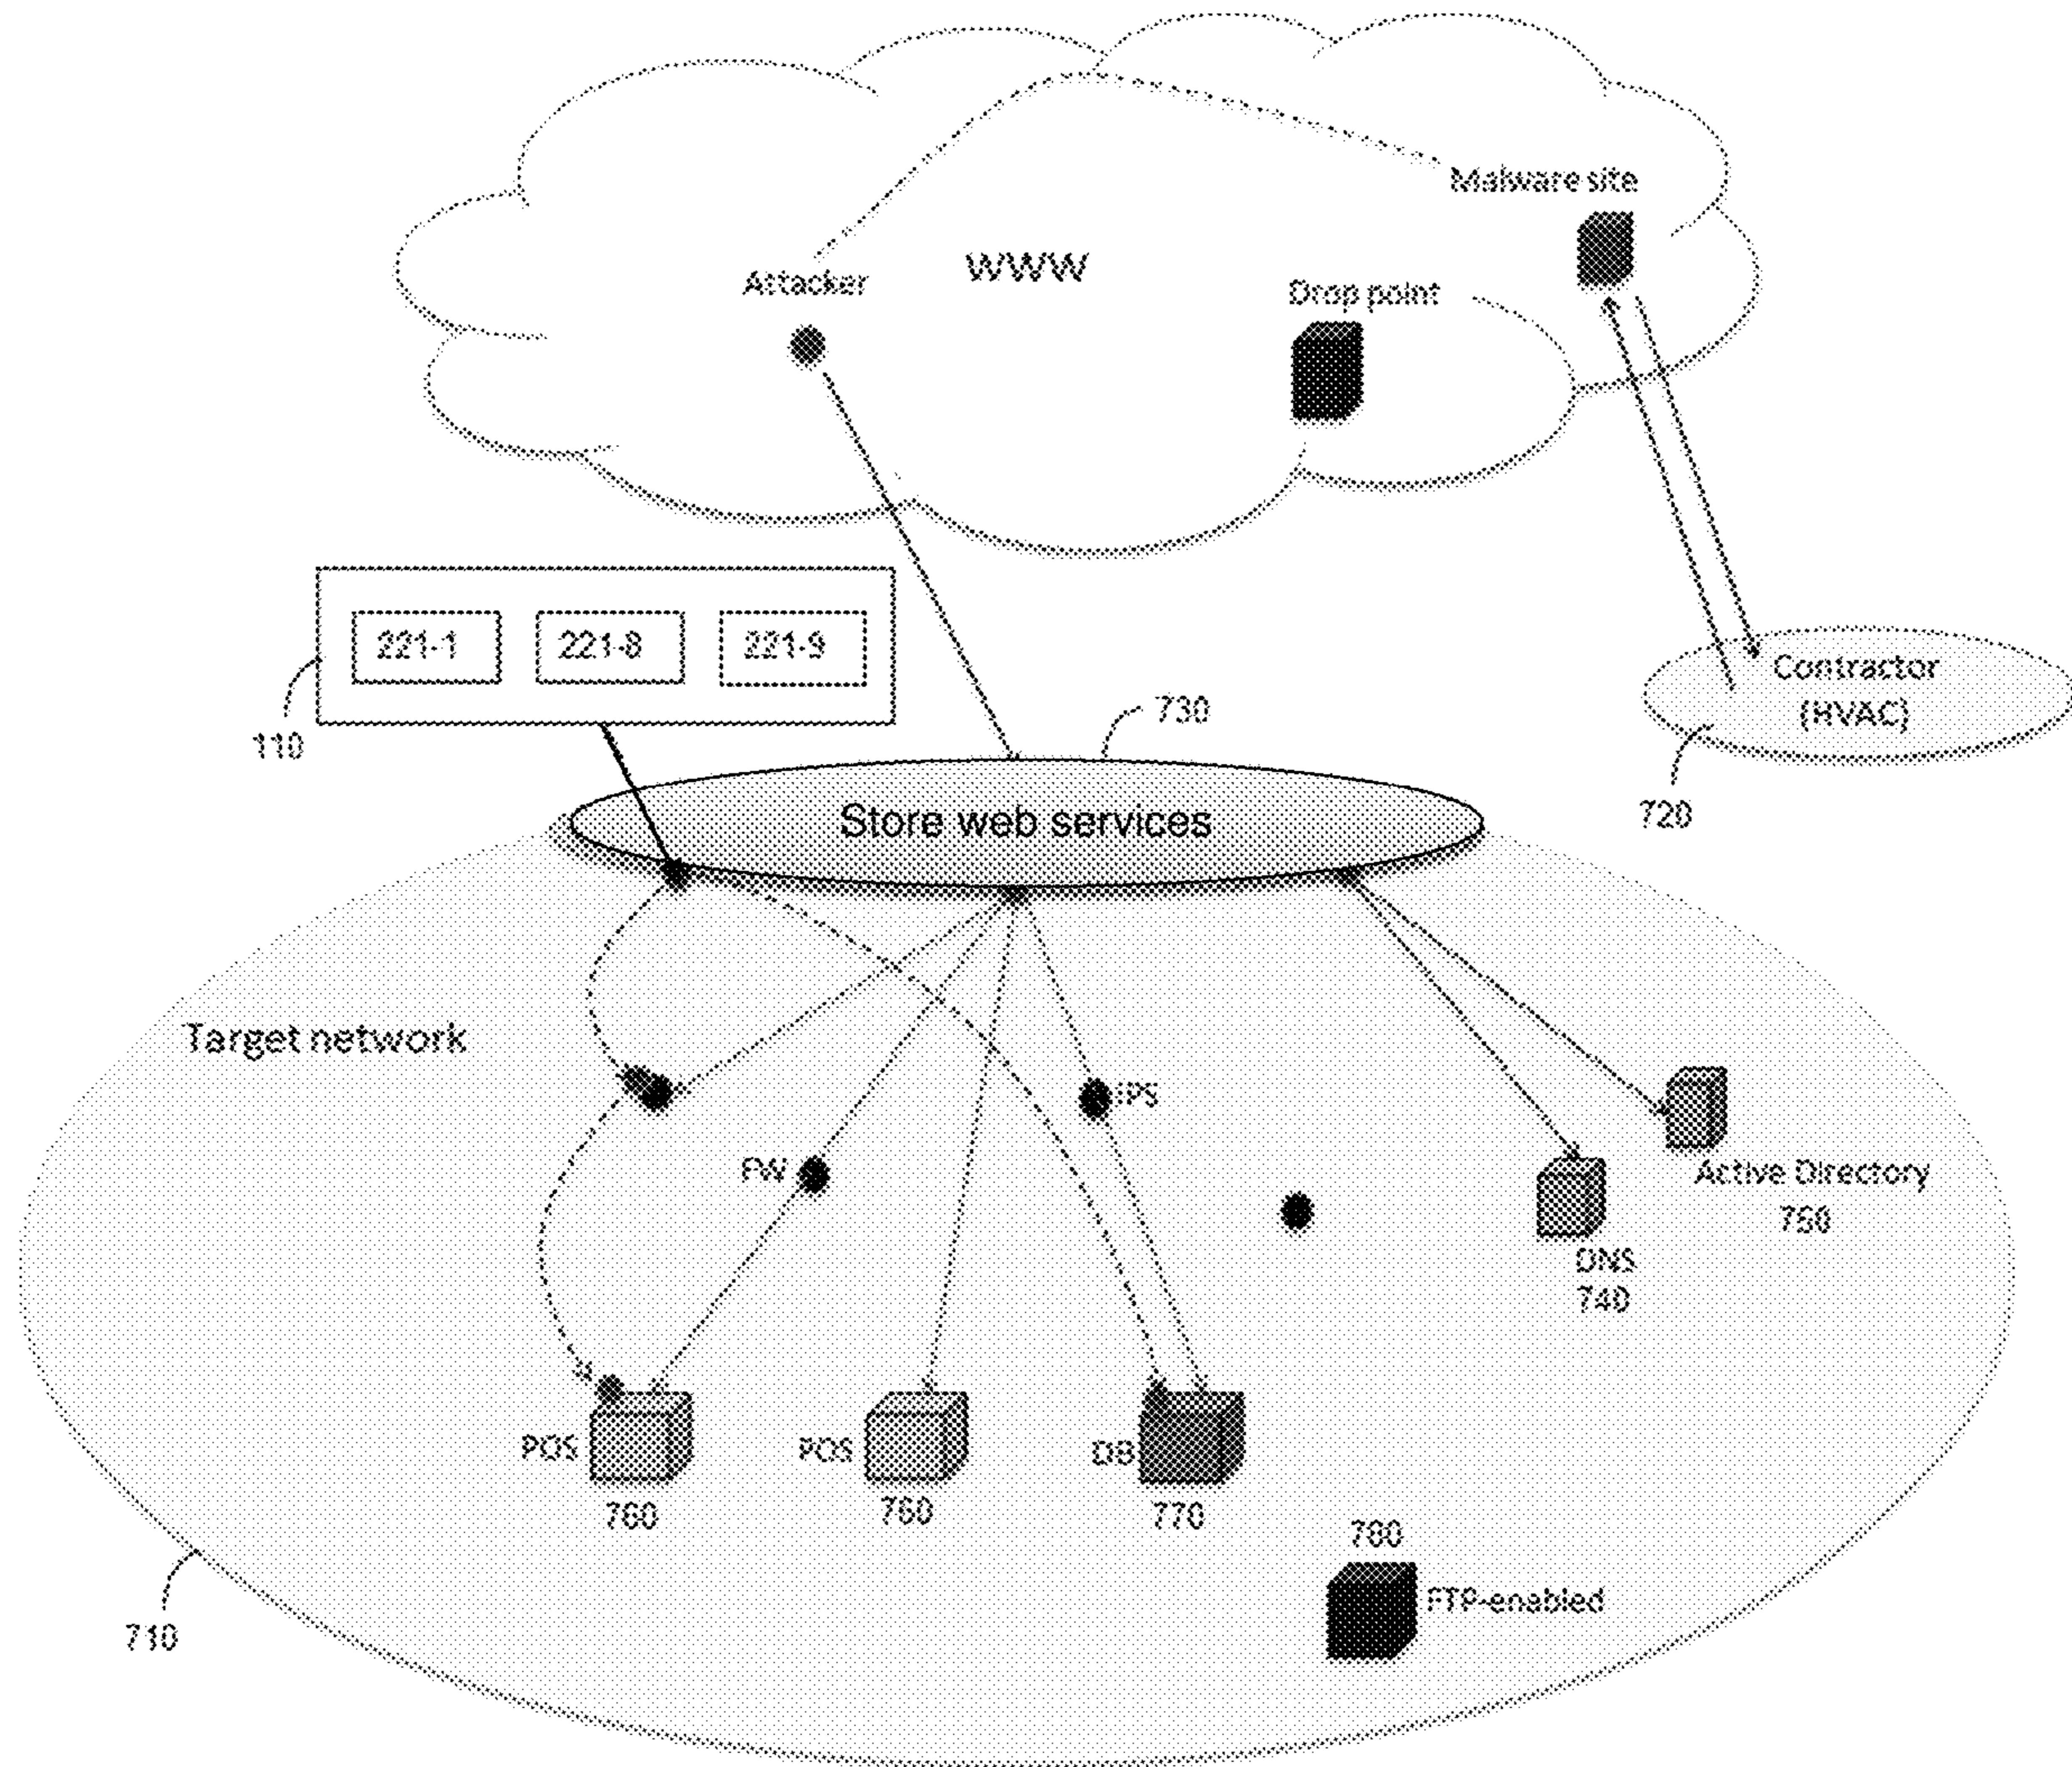 Malware site
Attacker
WWW
Drop point
221-1
221-8
221-9
110
Contractor
(HVAC)
720
730
Store web services
Target network
IPS
FW
Active Directory
750
DNS
740
POS
760
POS
760
DB
770
780
FTP-enabled
710